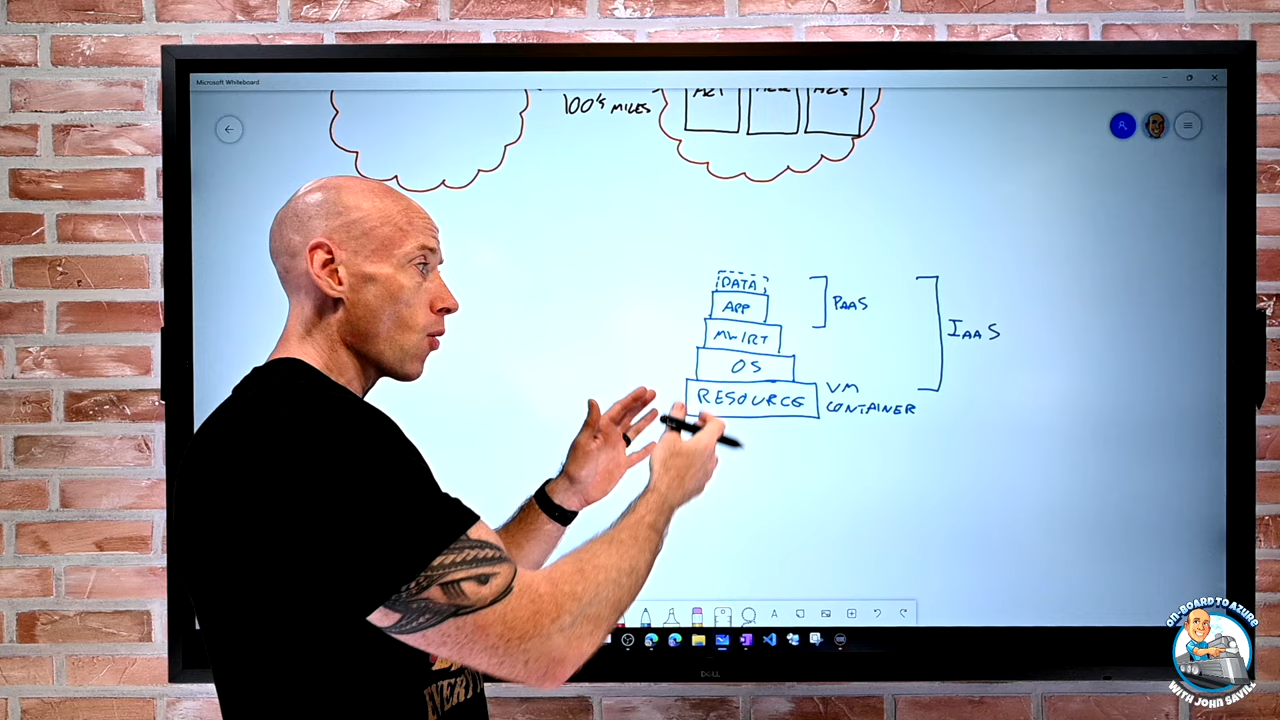 Microsoft Whiteboard
100's MILES
DATA
APP
PAAS
MW/RT
IAAS
OS
RESOURCE
VM
CONTAINER
A
DELL
ON-BOARD TO AZURE
WITH JOHN SAVILL